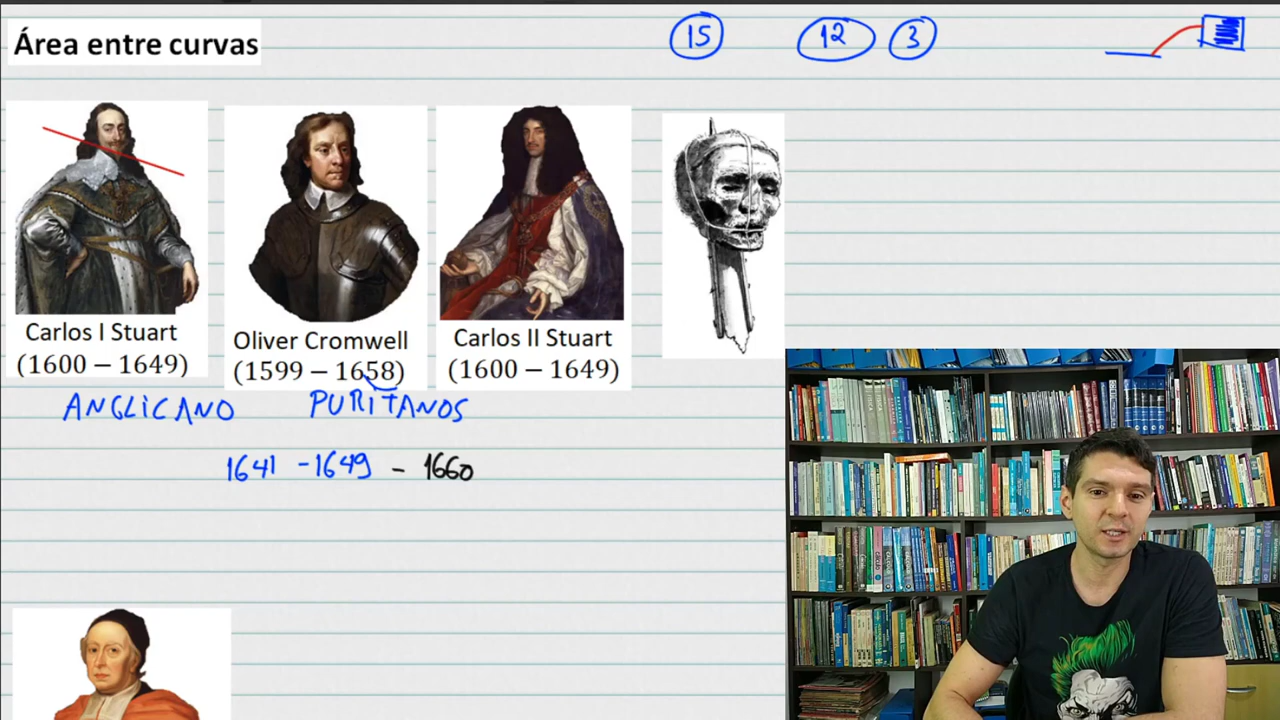 Área entre curvas
15 12 3
Carlos I Stuart
(1600 – 1649)
Oliver Cromwell
(1599 – 1658)
Carlos II Stuart
(1600 – 1649)
ANGLICANO PURITANOS
1641 - 1649 - 1660